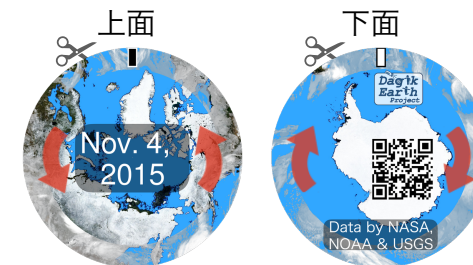 上面
下面
Nov. 4,
2015
Dagik
Earth
Project
Data by NASA,
NOAA & USGS